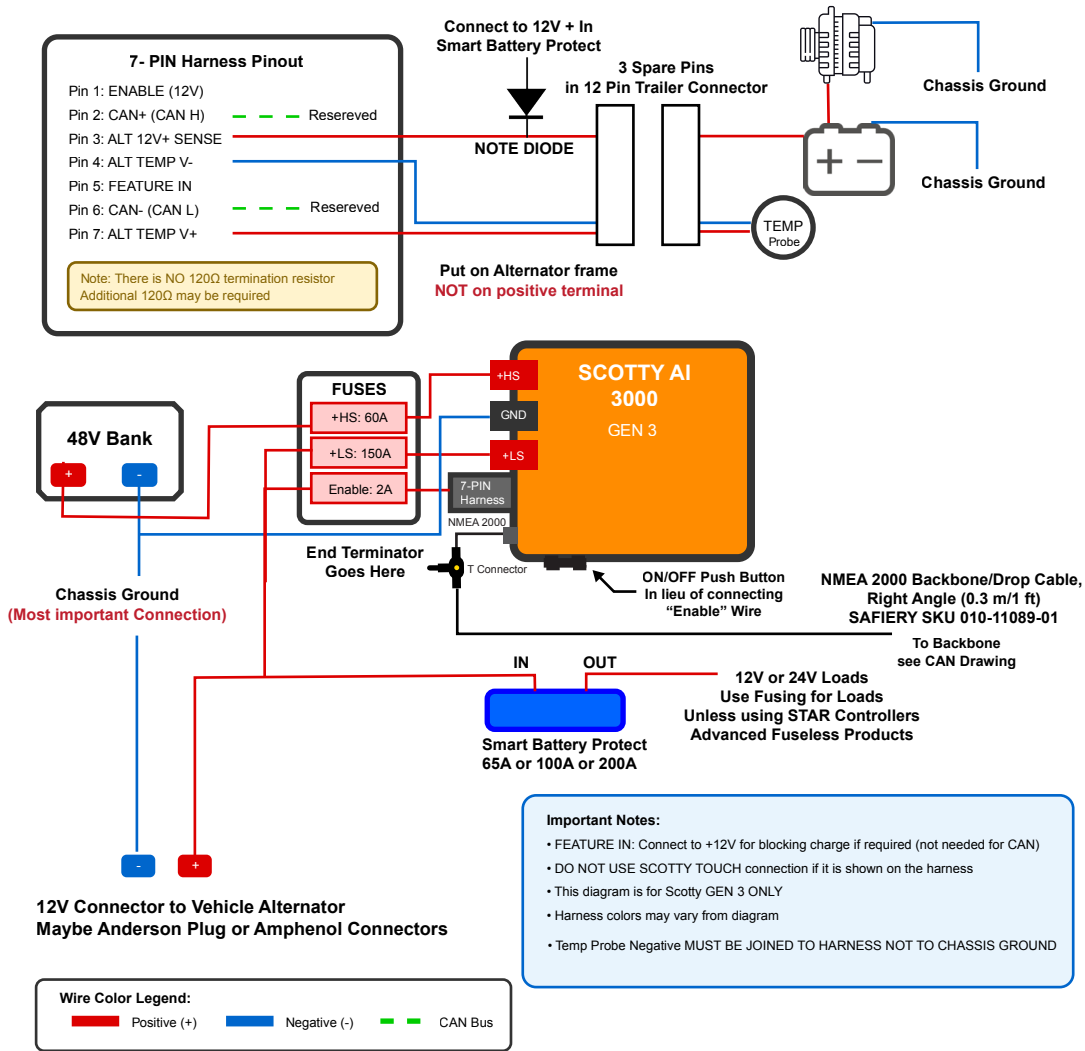 Connect to 12V + In
Smart Battery Protect
7- PIN Harness Pinout
3 Spare Pins
in 12 Pin Trailer Connector
Chassis Ground
Pin 1: ENABLE (12V)
Pin 2: CAN+ (CAN H)
Resereved
Pin 3: ALT 12V+ SENSE
NOTE DIODE
Pin 4: ALT TEMP V-
Pin 5: FEATURE IN
Pin 6: CAN- (CAN L)
Resereved
Pin 7: ALT TEMP V+
+ −
Chassis Ground
TEMP
Probe
Note: There is NO 120Ω termination resistor
Additional 120Ω may be required
Put on Alternator frame
NOT on positive terminal
FUSES
+HS: 60A
+LS: 150A
Enable: 2A
+HS
GND
+LS
7-PIN
Harness
NMEA 2000
SCOTTY AI
3000
GEN 3
48V Bank
+
-
End Terminator
Goes Here
T Connector
ON/OFF Push Button
In lieu of connecting
“Enable” Wire
NMEA 2000 Backbone/Drop Cable,
Right Angle (0.3 m/1 ft)
SAFIERY SKU 010-11089-01
To Backbone
see CAN Drawing
Chassis Ground
(Most important Connection)
IN
OUT
12V or 24V Loads
Use Fusing for Loads
Unless using STAR Controllers
Advanced Fuseless Products
Smart Battery Protect
65A or 100A or 200A
Important Notes:
• FEATURE IN: Connect to +12V for blocking charge if required (not needed for CAN)
• DO NOT USE SCOTTY TOUCH connection if it is shown on the harness
• This diagram is for Scotty GEN 3 ONLY
• Harness colors may vary from diagram
• Temp Probe Negative MUST BE JOINED TO HARNESS NOT TO CHASSIS GROUND
-
+
12V Connector to Vehicle Alternator
Maybe Anderson Plug or Amphenol Connectors
Wire Color Legend:
Positive (+)
Negative (-)
CAN Bus